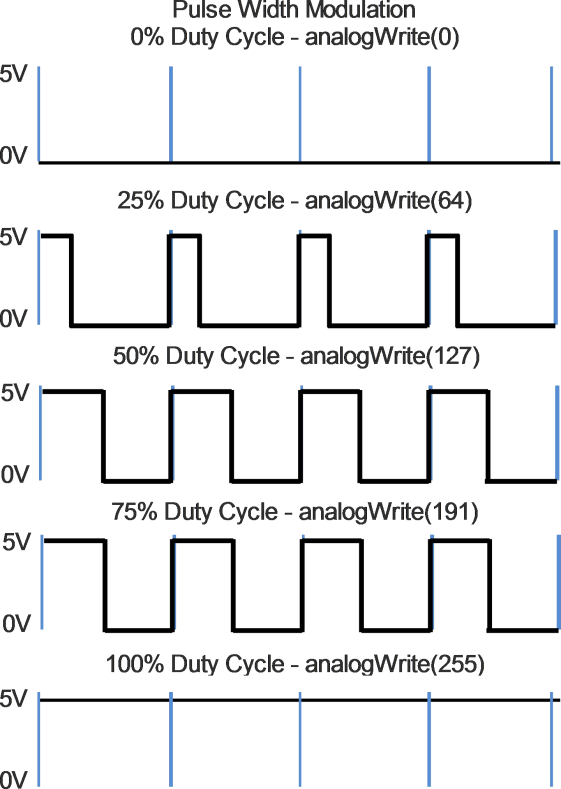 Pulse Width Modulation
0% Duty Cycle - analogWrite(0)
5V
0V
25% Duty Cycle - analogWrite(64)
5V
0V
50% Duty Cycle - analogWrite(127)
5V
0V
75% Duty Cycle - analogWrite(191)
5V
0V
100% Duty Cycle - analogWrite(255)
5V
0V